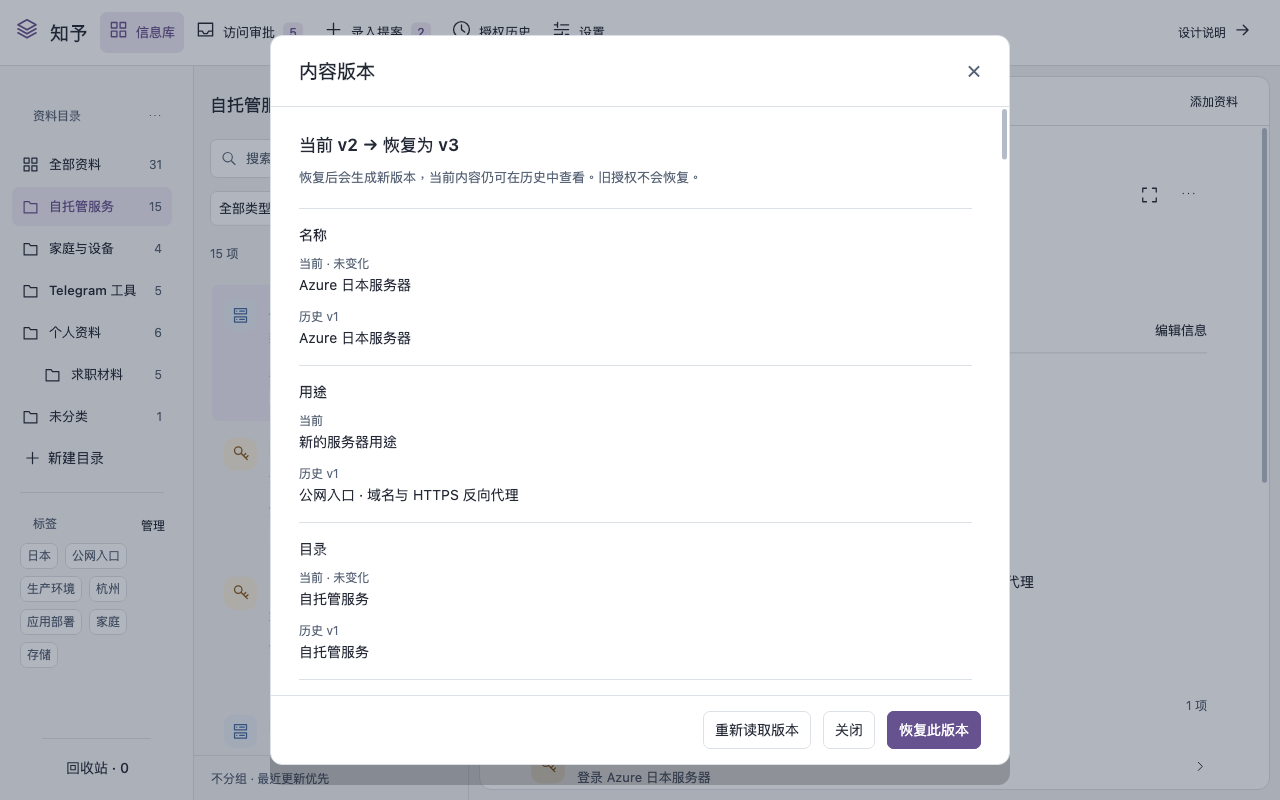 知予
信息库
访问审批 5
录入提案 2
授权历史
设置
设计说明
资料目录
全部资料 31
自托管服务 15
家庭与设备 4
Telegram 工具 5
个人资料 6
求职材料 5
未分类 1
新建目录
标签
管理
日本
公网入口
生产环境
杭州
应用部署
家庭
存储
回收站 · 0
自托管
搜索
全部类型
15 项
不分组 · 最近更新优先
内容版本
当前 v2 → 恢复为 v3
恢复后会生成新版本，当前内容仍可在历史中查看。旧授权不会恢复。
名称
当前 · 未变化
Azure 日本服务器
历史 v1
Azure 日本服务器
用途
当前
新的服务器用途
历史 v1
公网入口 · 域名与 HTTPS 反向代理
目录
当前 · 未变化
自托管服务
历史 v1
自托管服务
重新读取版本
关闭
恢复此版本
添加资料
···
编辑信息
代理
1 项
登录 Azure 日本服务器